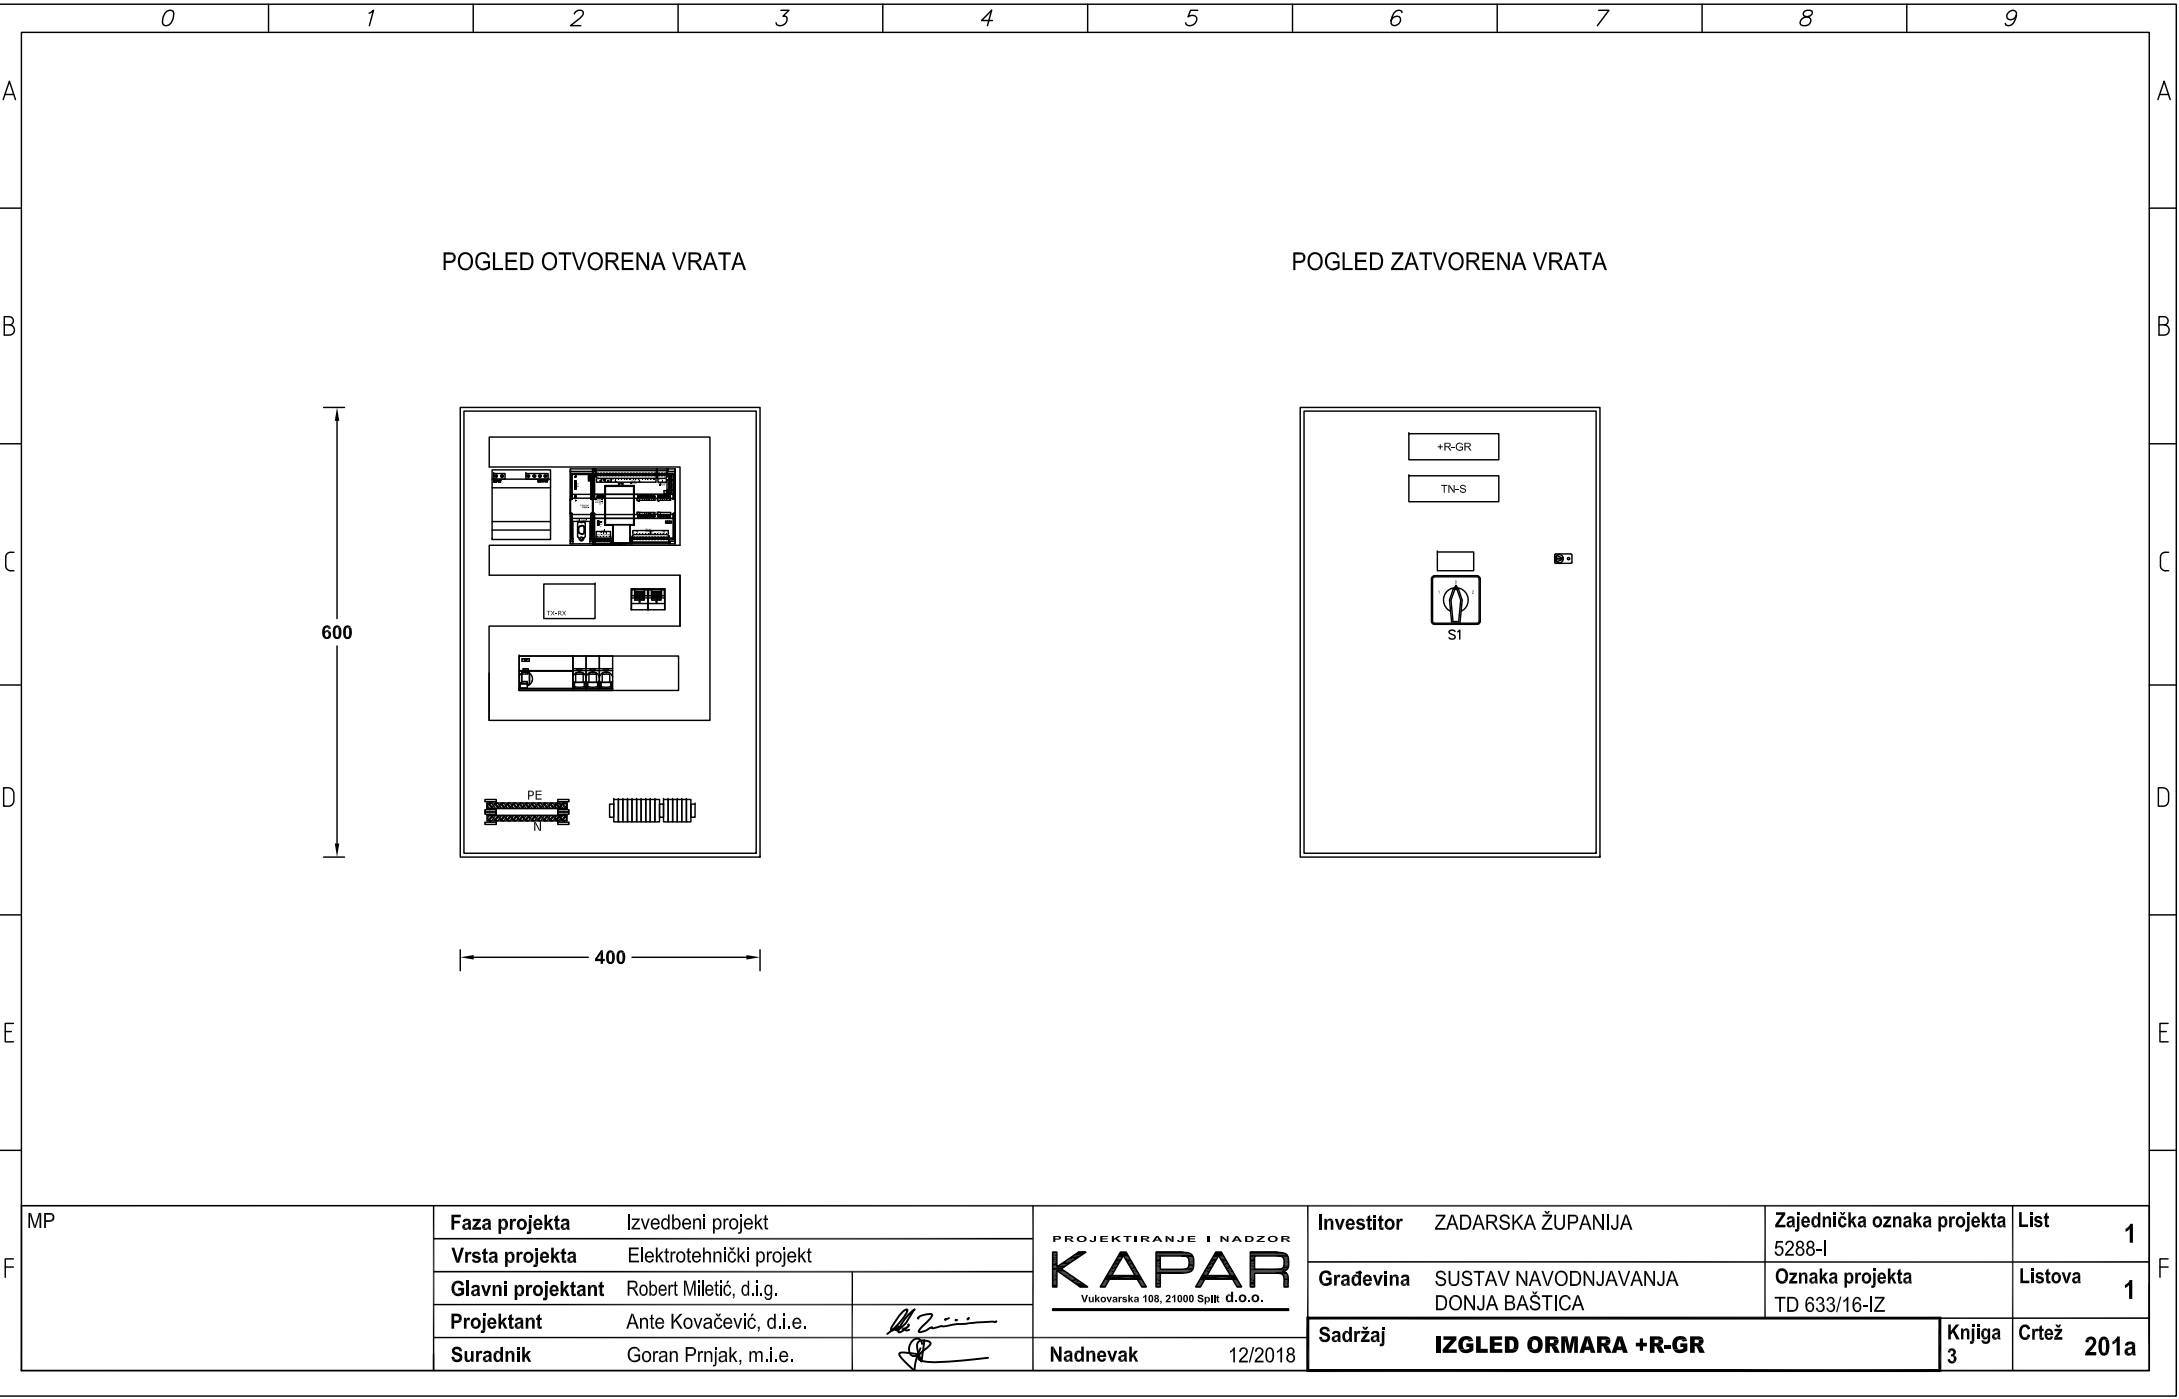 0 1 2 3 4 5 6 7 8 9
A A
POGLED OTVORENA VRATA
POGLED ZATVORENA VRATA
B B
+R-GR
TN-S
C C
TX-RX
600
1 2
S1
D D
PE
N
400
E E
MP
F F
Faza projekta Izvedbeni projekt
Vrsta projekta Elektrotehnički projekt
Glavni projektant Robert Miletić, d.i.g.
Projektant Ante Kovačević, d.i.e.
Suradnik Goran Prnjak, m.i.e.
PROJEKTIRANJE I NADZOR
KAPAR
Vukovarska 108, 21000 Split d.o.o.
Nadnevak 12/2018
Investitor ZADARSKA ŽUPANIJA
Građevina SUSTAV NAVODNJAVANJA
DONJA BAŠTICA
Sadržaj IZGLED ORMARA +R-GR
Zajednička oznaka projekta
5288-I
Oznaka projekta
TD 633/16-IZ
List 1
Listova 1
Knjiga
3
Crtež 201a